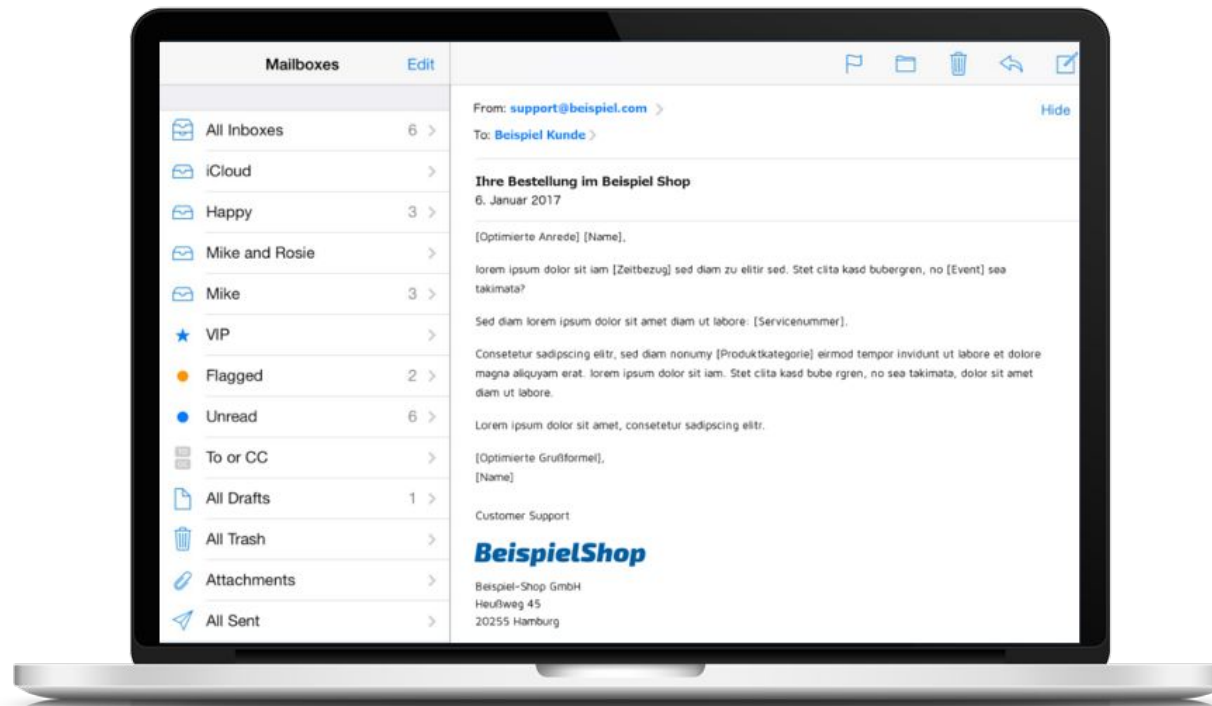 Mailboxes
Edit
All Inboxes 6
iCloud
Happy 3
Mike and Rosie
Mike 3
VIP
Flagged 2
Unread 6
To or CC
All Drafts 1
All Trash
Attachments
All Sent
From: support@beispiel.com
Hide
To: Beispiel Kunde
Ihre Bestellung im Beispiel Shop
6. Januar 2017
[Optimierte Anrede] [Name],
lorem ipsum dolor sit iam [Zeitbezug] sed diam zu elitir sed. Stet clita kasd bubergren, no [Event] sea
takimata?
Sed diam lorem ipsum dolor sit amet diam ut labore: [Servicenummer].
Consetetur sadipscing elitr, sed diam nonumy [Produktkategorie] eirmod tempor invidunt ut labore et dolore
magna aliquyam erat. lorem ipsum dolor sit iam. Stet clita kasd bube rgren, no sea takimata, dolor sit amet
diam ut labore.
Lorem ipsum dolor sit amet, consetetur sadipscing elitr.
[Optimierte Grußformel],
[Name]
Customer Support
BeispielShop
Beispiel-Shop GmbH
Heußweg 45
20255 Hamburg